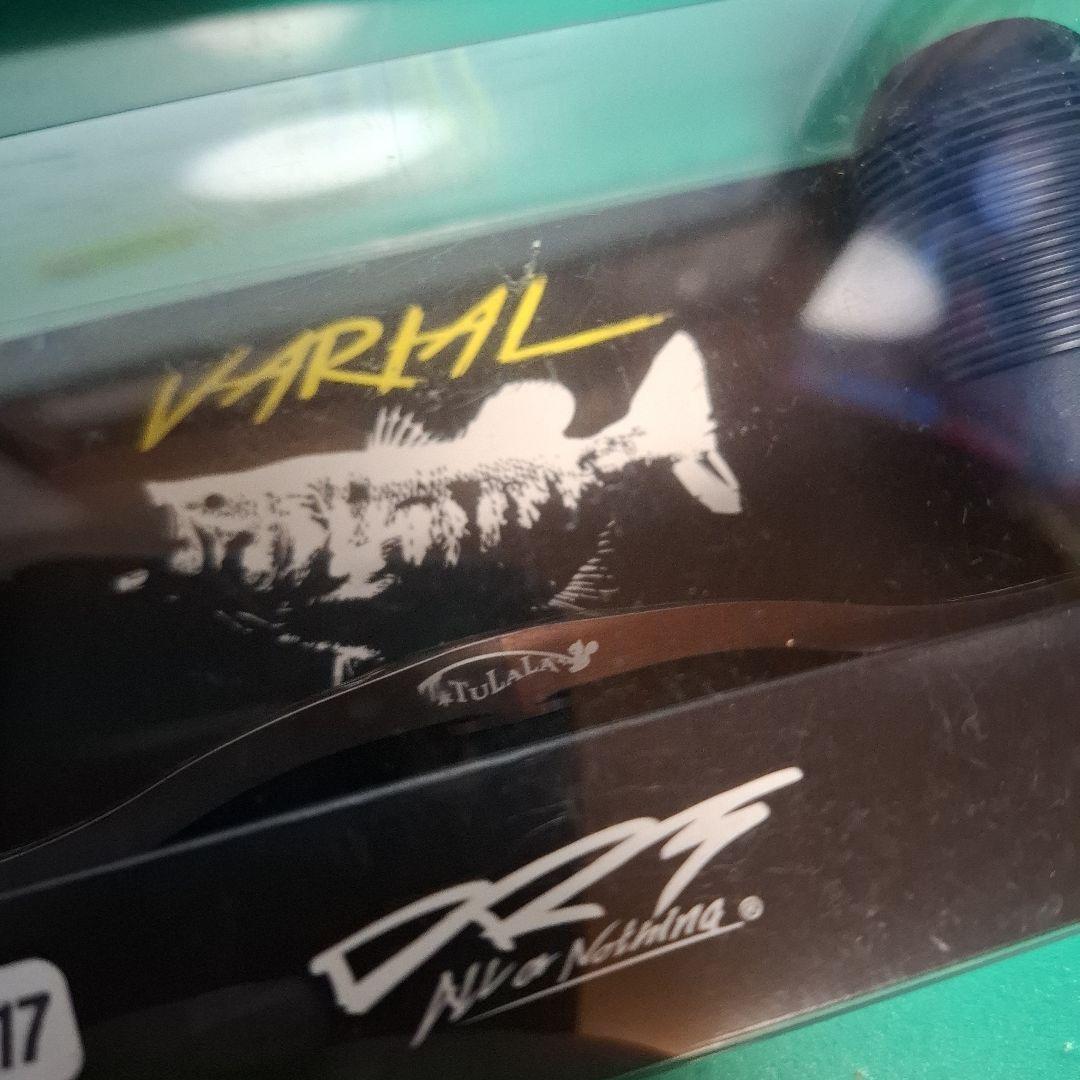 VARIAL
TULALA
All or Nothing ®
17